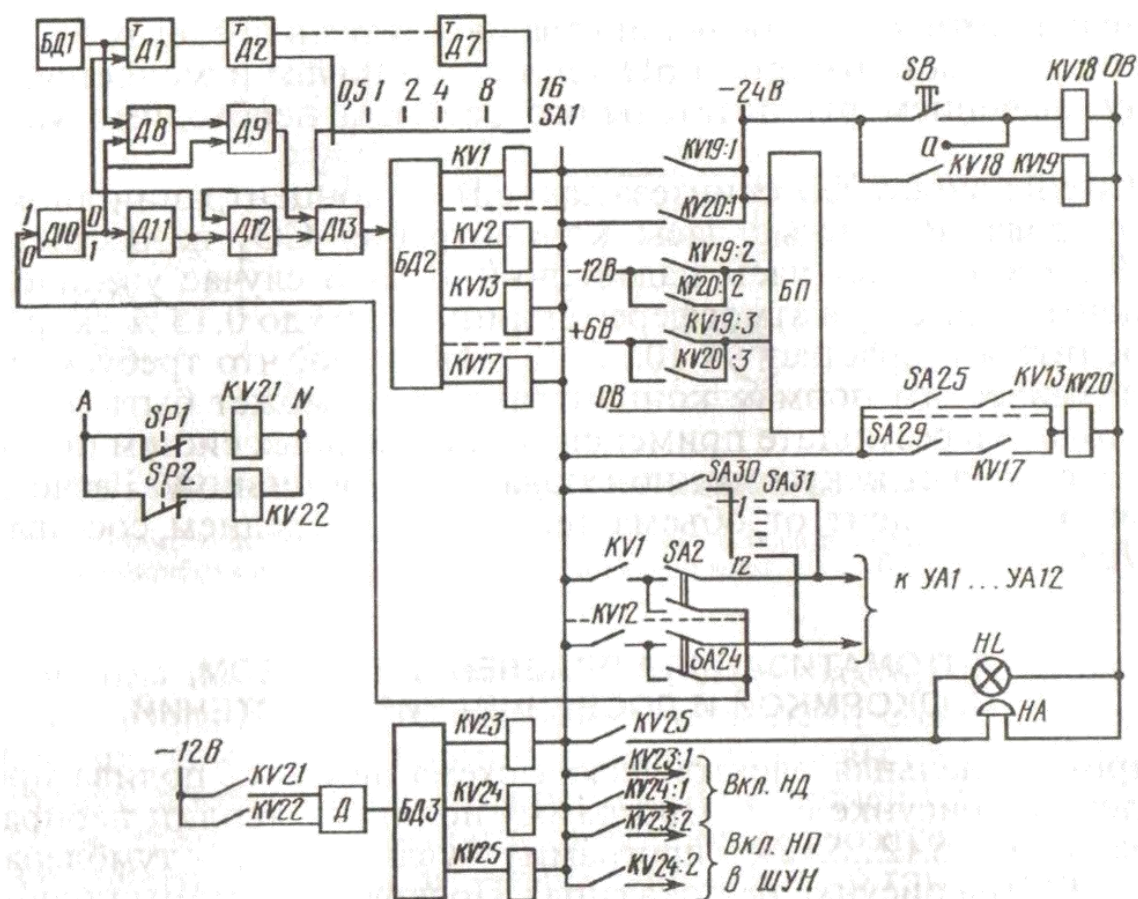 БД1
т Д1
т Д2
т Д7
0,5 1 2 4 8 16
SA1
Д8
Д9
1
0
Д10
0
1
Д11
Д12
Д13
БД2
KV1
KV2
KV13
KV17
-24В
KV19:1
KV20:1
-12В
KV19:2
KV20:2
+6В
KV19:3
KV20:3
0В
БП
SB
KV18
0В
a
KV18
KV19
A
N
SP1
KV21
SP2
KV22
SA25
KV13
KV20
SA29
KV17
SA30
SA31
1
12
KV1
SA2
KV12
SA24
к УА1 ... УА12
HL
HA
-12В
KV21
KV22
Д
БД3
KV23
KV24
KV25
KV25
KV23:1
KV24:1
Вкл. НД
KV23:2
KV24:2
Вкл. НП
в ШУН